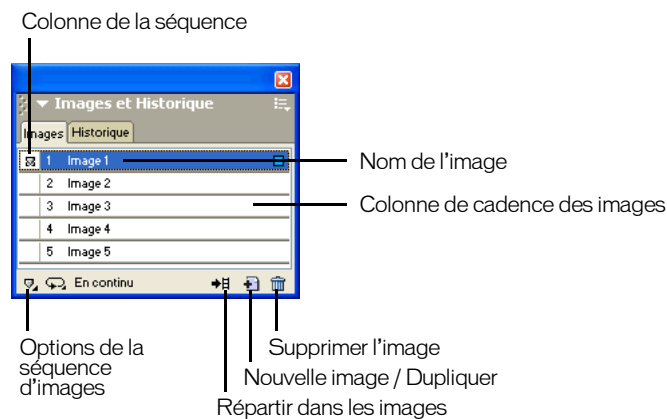 Colonne de la séquence
Images et Historique
Images Historique
1 Image 1
2 Image 2
3 Image 3
4 Image 4
5 Image 5
En continu
Nom de l'image
Colonne de cadence des images
Options de la
séquence
d'images
Supprimer l'image
Nouvelle image / Dupliquer
Répartir dans les images